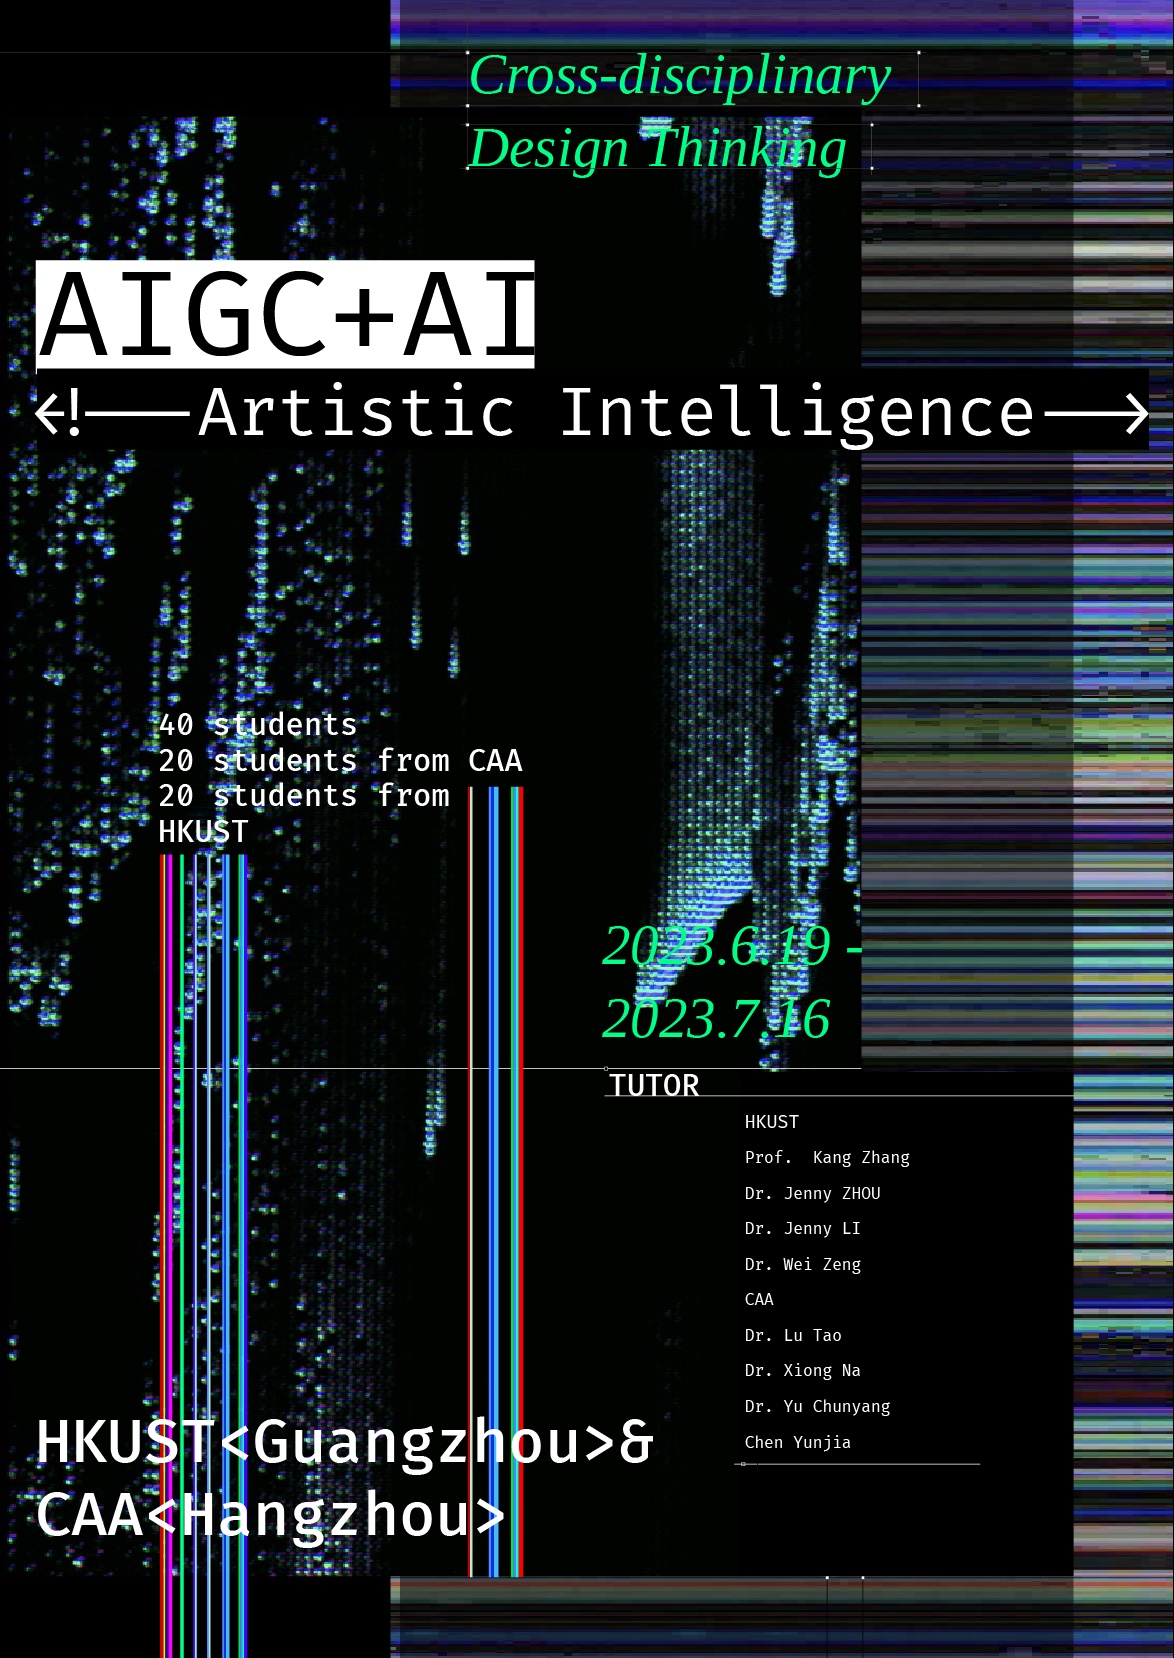 Cross-disciplinary
Design Thinking
AIGC+AI
<!——Artistic Intelligence——>
40 students
20 students from CAA
20 students from
HKUST
2023.6.19 -
2023.7.16
TUTOR
HKUST
Prof.  Kang Zhang
Dr. Jenny ZHOU
Dr. Jenny LI
Dr. Wei Zeng
CAA
Dr. Lu Tao
Dr. Xiong Na
Dr. Yu Chunyang
Chen Yunjia
HKUST<Guangzhou>&
CAA<Hangzhou>